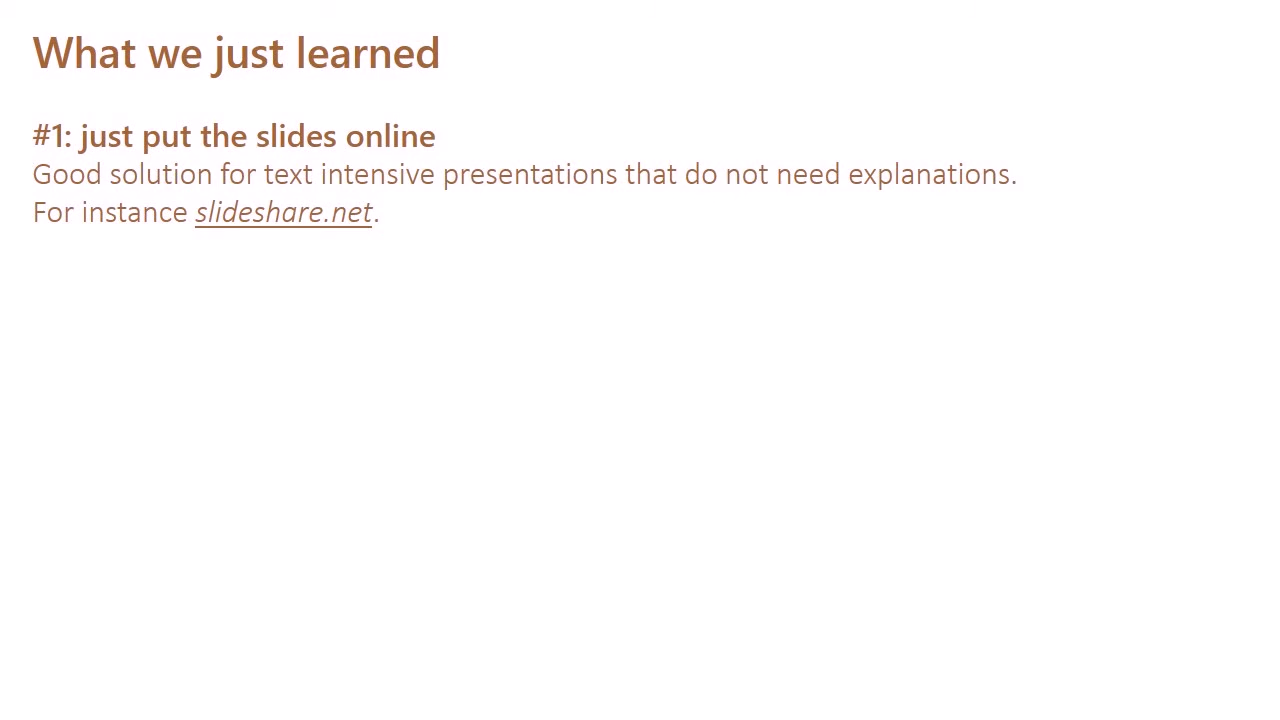 What we just learned
#1: just put the slides online
Good solution for text intensive presentations that do not need explanations.
For instance slideshare.net.